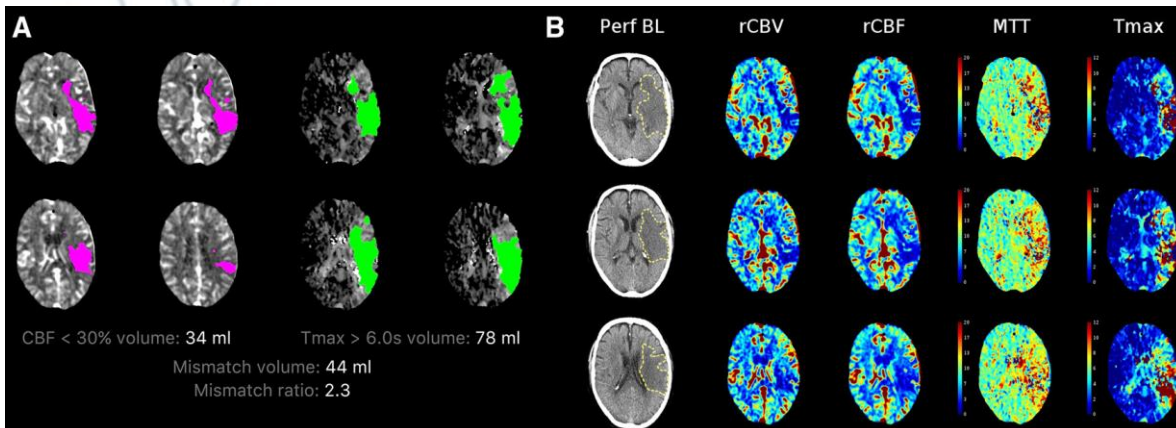 A
CBF < 30% volume: 34 ml
Tmax > 6.0s volume: 78 ml
Mismatch volume: 44 ml
Mismatch ratio: 2.3
B
Perf BL rCBV rCBF MTT Tmax